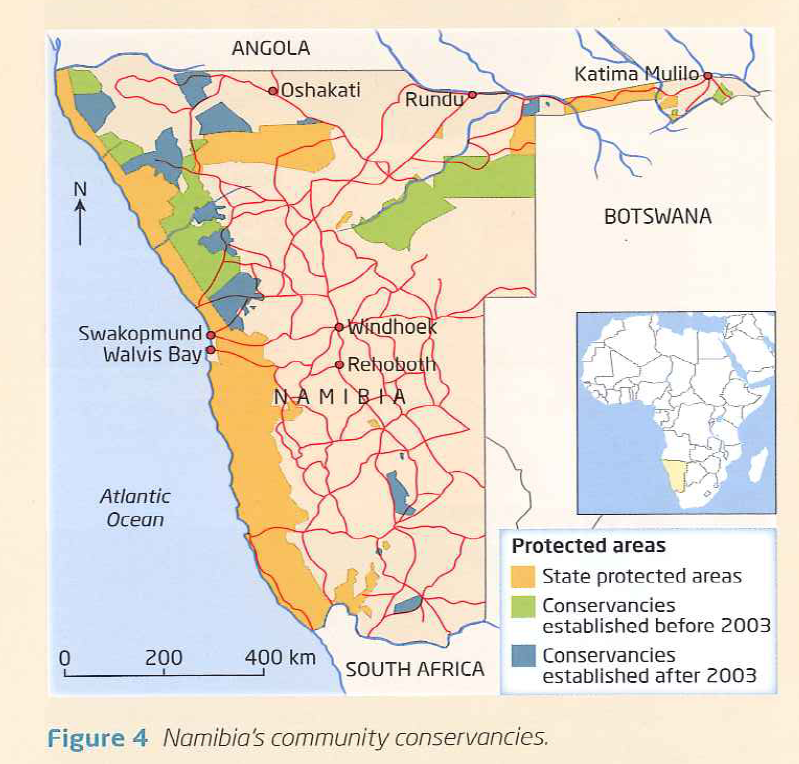 ANGOLA
Oshakati
Rundu
Katima Mulilo
N
BOTSWANA
Swakopmund
Walvis Bay
Windhoek
Rehoboth
NAMIBIA
Atlantic
Ocean
0 200 400 km
SOUTH AFRICA
Protected areas
State protected areas
Conservancies
established before 2003
Conservancies
established after 2003
Figure 4 Namibia's community conservancies.